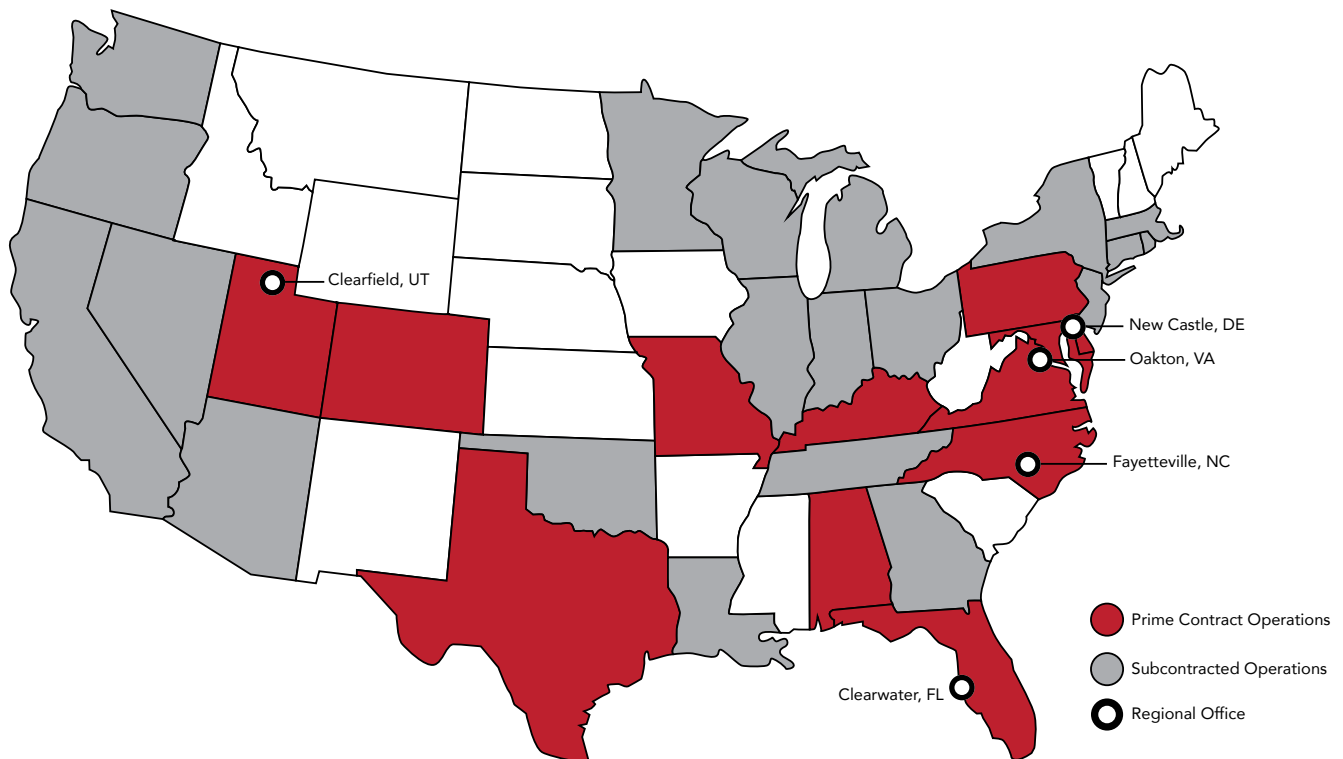 Clearfield, UT
New Castle, DE
Oakton, VA
Fayetteville, NC
Clearwater, FL
Prime Contract Operations
Subcontracted Operations
Regional Office